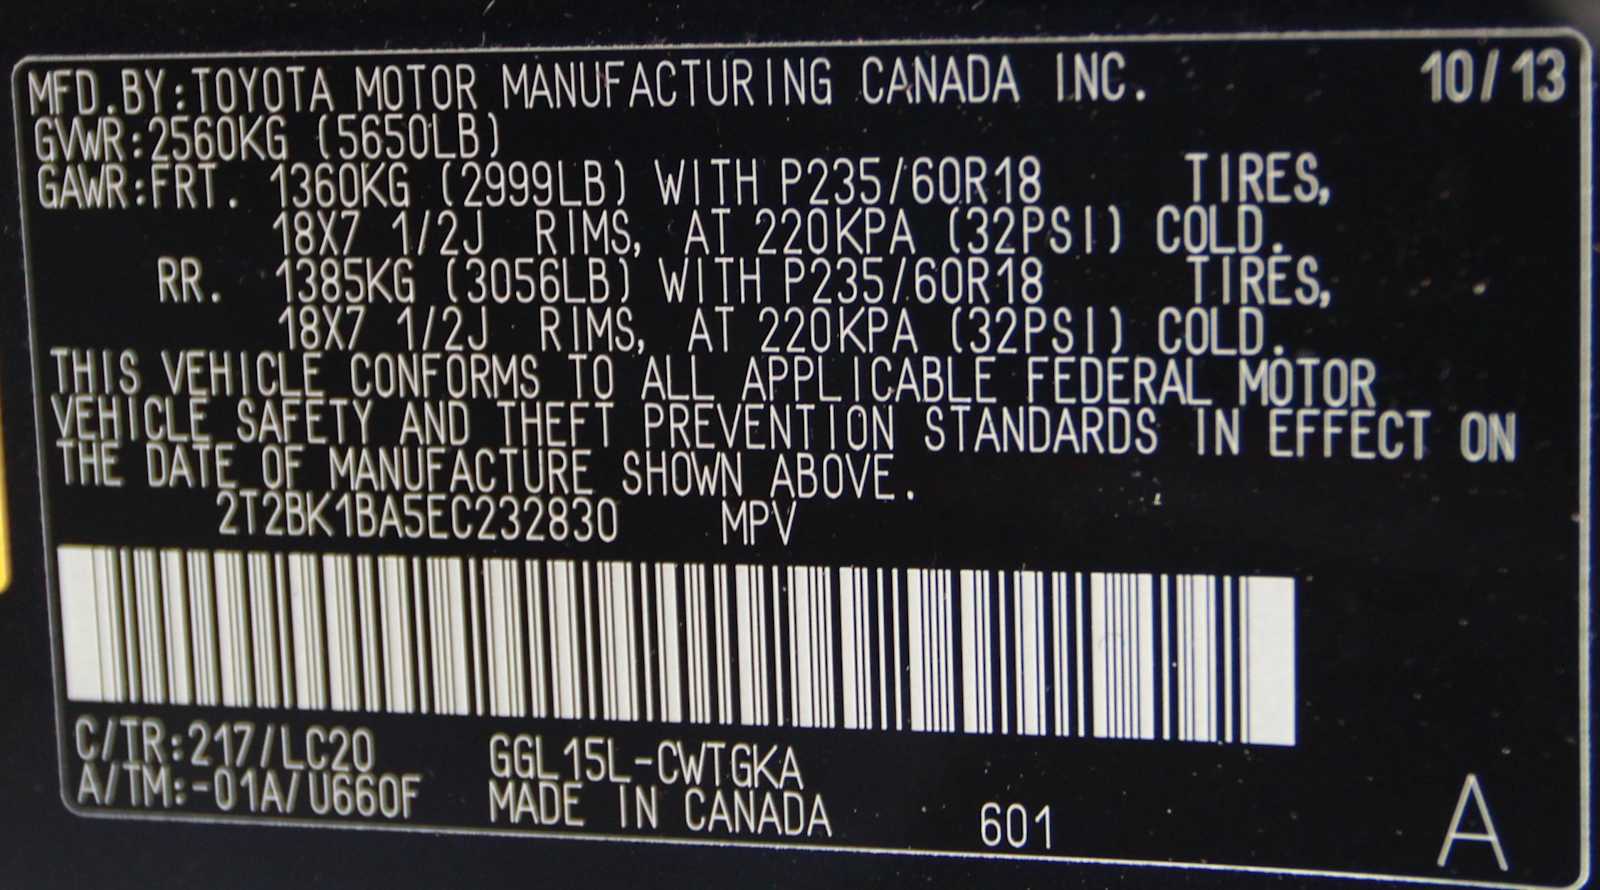 MFD.BY:TOYOTA MOTOR MANUFACTURING CANADA INC. 10/13
GVWR:2560KG (5650LB)
GAWR:FRT. 1360KG (2999LB) WITH P235/60R18 TIRES,
18X7 1/2J RIMS, AT 220KPA (32PSI) COLD.
RR. 1385KG (3056LB) WITH P235/60R18 TIRES,
18X7 1/2J RIMS, AT 220KPA (32PSI) COLD.
THIS VEHICLE CONFORMS TO ALL APPLICABLE FEDERAL MOTOR
VEHICLE SAFETY AND THEFT PREVENTION STANDARDS IN EFFECT ON
THE DATE OF MANUFACTURE SHOWN ABOVE.
2T2BK1BA5EC232830 MPV
C/TR:217/LC20 GGL15L-CWTGKA
A/TM:-01A/U660F MADE IN CANADA 601 A